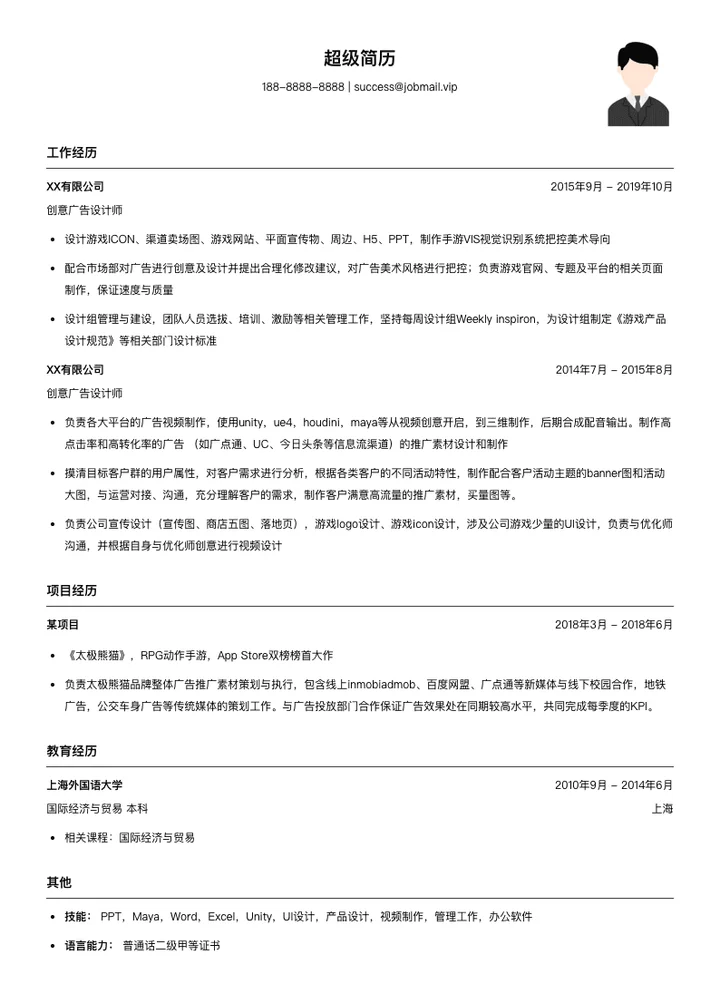 超级简历
188-8888-8888 | success@jobmail.vip
工作经历
XX有限公司 2015年9月 – 2019年10月
创意广告设计师
• 设计游戏ICON、渠道卖场图、游戏网站、平面宣传物、周边、H5、PPT，制作手游VIS视觉识别系统把控美术导向
• 配合市场部对广告进行创意及设计并提出合理化修改建议，对广告美术风格进行把控；负责游戏官网、专题及平台的相关页面
制作，保证速度与质量
• 设计组管理与建设，团队人员选拔、培训、激励等相关管理工作，坚持每周设计组Weekly inspiron，为设计组制定《游戏产品
设计规范》等相关部门设计标准
XX有限公司 2014年7月 – 2015年8月
创意广告设计师
• 负责各大平台的广告视频制作，使用unity，ue4，houdini，maya等从视频创意开启，到三维制作，后期合成配音输出。制作高
点击率和高转化率的广告 （如广点通、UC、今日头条等信息流渠道）的推广素材设计和制作
• 摸清目标客户群的用户属性，对客户需求进行分析，根据各类客户的不同活动特性，制作配合客户活动主题的banner图和活动
大图，与运营对接、沟通，充分理解客户的需求，制作客户满意高流量的推广素材，买量图等。
• 负责公司宣传设计（宣传图、商店五图、落地页），游戏logo设计、游戏icon设计，涉及公司游戏少量的UI设计，负责与优化师
沟通，并根据自身与优化师创意进行视频设计
项目经历
某项目 2018年3月 – 2018年6月
• 《太极熊猫》，RPG动作手游，App Store双榜榜首大作
• 负责太极熊猫品牌整体广告推广素材策划与执行，包含线上inmobiadmob、百度网盟、广点通等新媒体与线下校园合作，地铁
广告，公交车身广告等传统媒体的策划工作。与广告投放部门合作保证广告效果处在同期较高水平，共同完成每季度的KPI。
教育经历
上海外国语大学 2010年9月 – 2014年6月
国际经济与贸易 本科 上海
• 相关课程：国际经济与贸易
其他
• 技能： PPT，Maya，Word，Excel，Unity，UI设计，产品设计，视频制作，管理工作，办公软件
• 语言能力： 普通话二级甲等证书